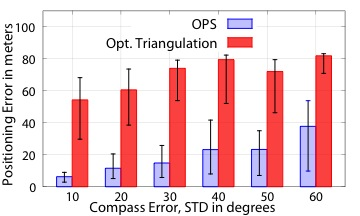 OPS
Opt. Triangulation
Positioning Error in meters
100
80
60
40
20
0
10 20 30 40 50 60
Compass Error, STD in degrees